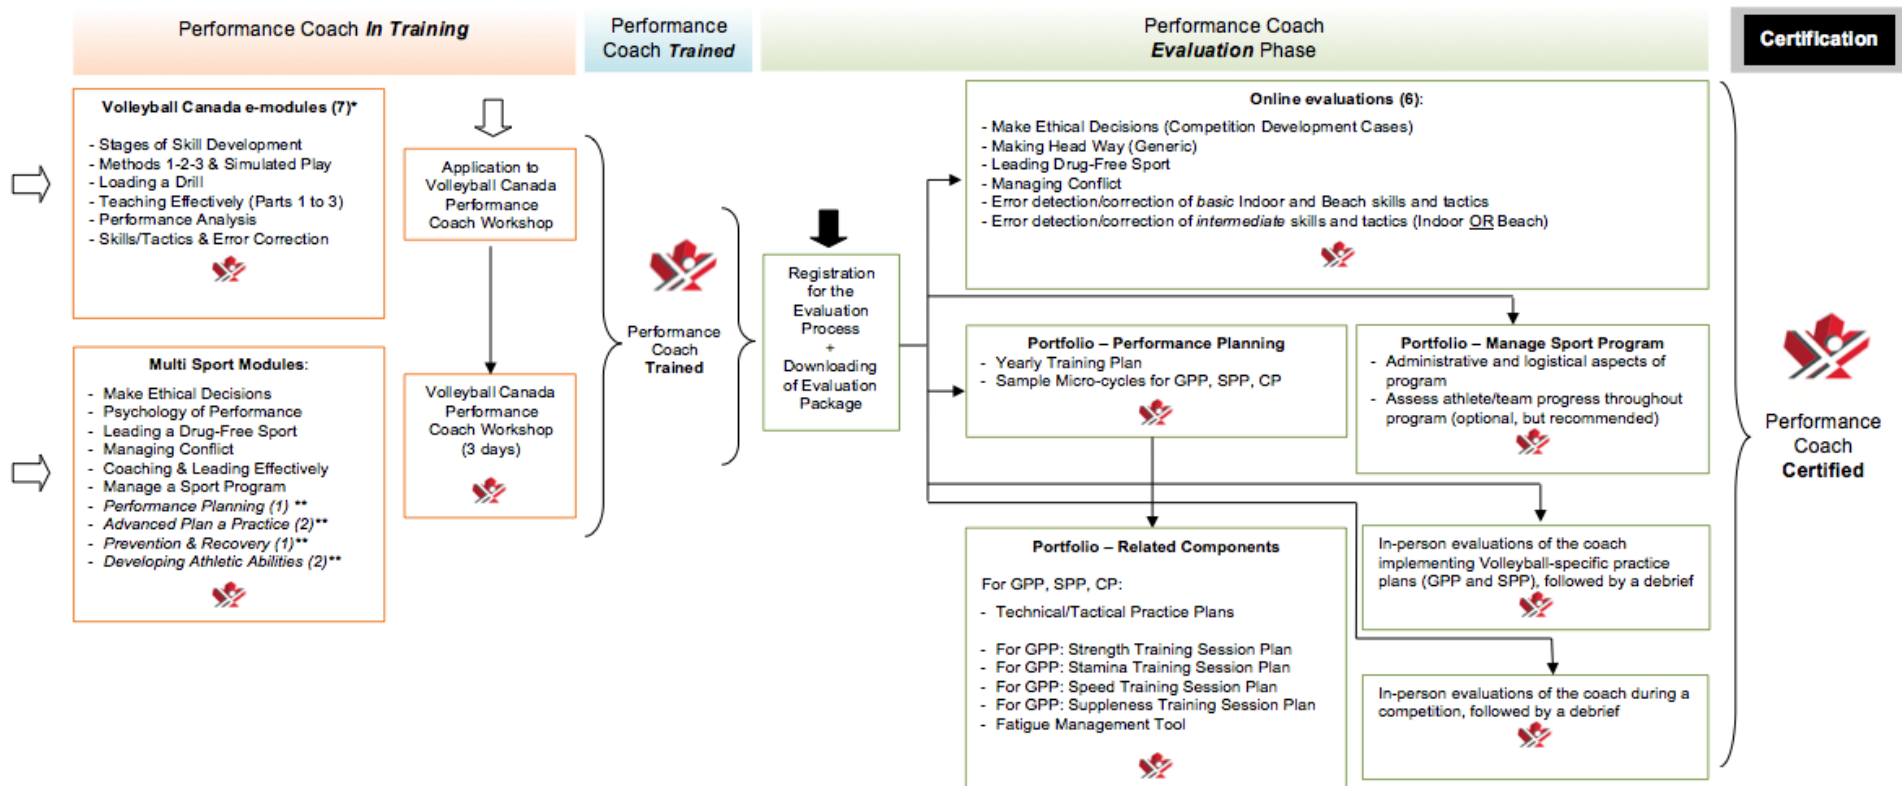 Performance Coach In Training
Performance
Coach Trained
Performance Coach
Evaluation Phase
Certification
Volleyball Canada e-modules (7)*
- Stages of Skill Development
- Methods 1-2-3 & Simulated Play
- Loading a Drill
- Teaching Effectively (Parts 1 to 3)
- Performance Analysis
- Skills/Tactics & Error Correction
Multi Sport Modules:
- Make Ethical Decisions
- Psychology of Performance
- Leading a Drug-Free Sport
- Managing Conflict
- Coaching & Leading Effectively
- Manage a Sport Program
- Performance Planning (1) **
- Advanced Plan a Practice (2)**
- Prevention & Recovery (1)**
- Developing Athletic Abilities (2)**
Application to
Volleyball Canada
Performance
Coach Workshop
Volleyball Canada
Performance
Coach Workshop
(3 days)
Performance
Coach
Trained
Registration
for the
Evaluation
Process
+
Downloading
of Evaluation
Package
Online evaluations (6):
- Make Ethical Decisions (Competition Development Cases)
- Making Head Way (Generic)
- Leading Drug-Free Sport
- Managing Conflict
- Error detection/correction of basic Indoor and Beach skills and tactics
- Error detection/correction of intermediate skills and tactics (Indoor OR Beach)
Portfolio – Performance Planning
- Yearly Training Plan
- Sample Micro-cycles for GPP, SPP, CP
Portfolio – Manage Sport Program
- Administrative and logistical aspects of
program
- Assess athlete/team progress throughout
program (optional, but recommended)
Portfolio – Related Components
For GPP, SPP, CP:
- Technical/Tactical Practice Plans
- For GPP: Strength Training Session Plan
- For GPP: Stamina Training Session Plan
- For GPP: Speed Training Session Plan
- For GPP: Suppleness Training Session Plan
- Fatigue Management Tool
In-person evaluations of the coach
implementing Volleyball-specific practice
plans (GPP and SPP), followed by a debrief
In-person evaluations of the coach during a
competition, followed by a debrief
Performance
Coach
Certified